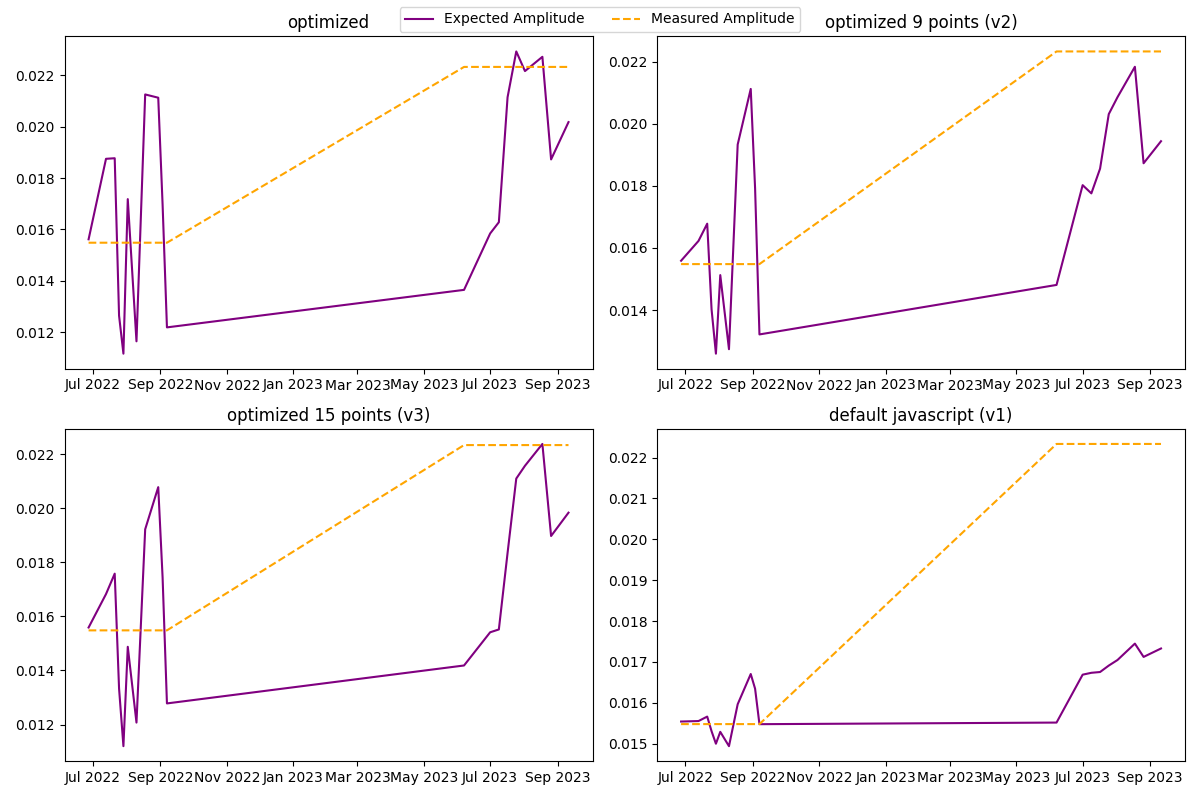 Expected Amplitude Measured Amplitude
optimized
0.022
0.020
0.018
0.016
0.014
0.012
Jul 2022 Sep 2022 Nov 2022 Jan 2023 Mar 2023 May 2023 Jul 2023 Sep 2023
optimized 9 points (v2)
0.022
0.020
0.018
0.016
0.014
Jul 2022 Sep 2022 Nov 2022 Jan 2023 Mar 2023 May 2023 Jul 2023 Sep 2023
optimized 15 points (v3)
0.022
0.020
0.018
0.016
0.014
0.012
Jul 2022 Sep 2022 Nov 2022 Jan 2023 Mar 2023 May 2023 Jul 2023 Sep 2023
default javascript (v1)
0.022
0.021
0.020
0.019
0.018
0.017
0.016
0.015
Jul 2022 Sep 2022 Nov 2022 Jan 2023 Mar 2023 May 2023 Jul 2023 Sep 2023